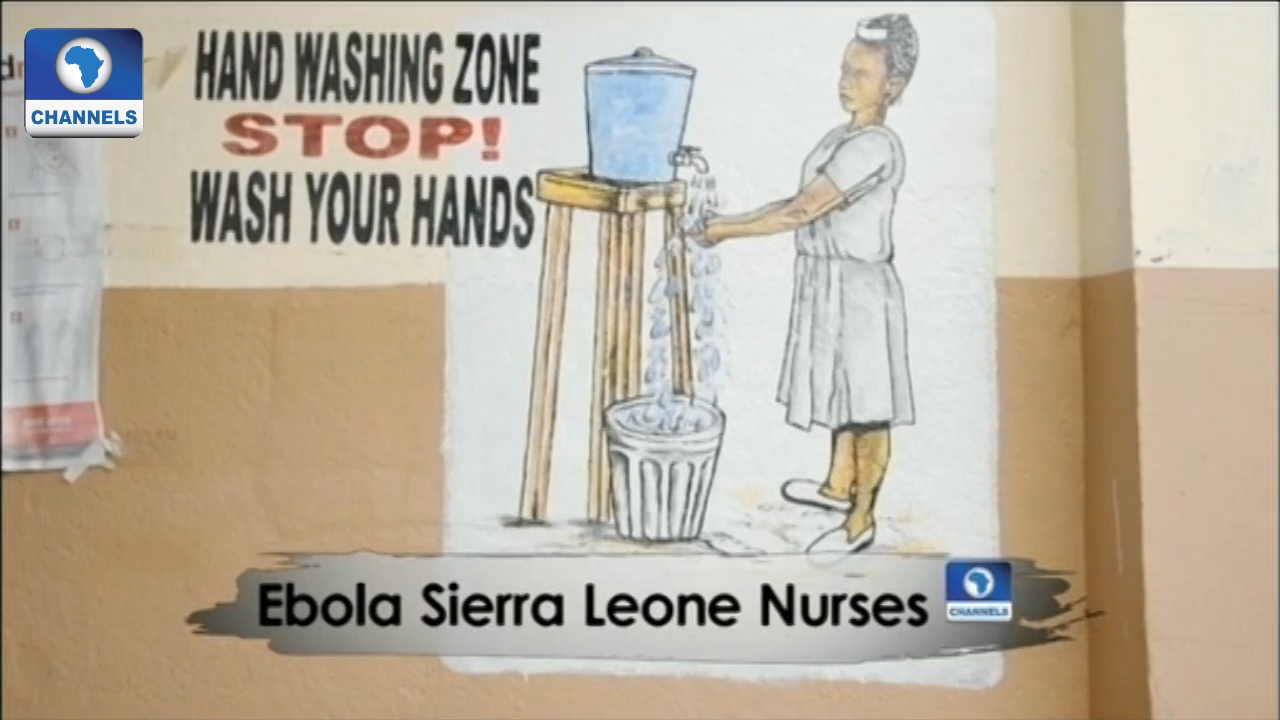 CHANNELS
HAND WASHING ZONE
STOP!
WASH YOUR HANDS
Ebola Sierra Leone Nurses
CHANNELS